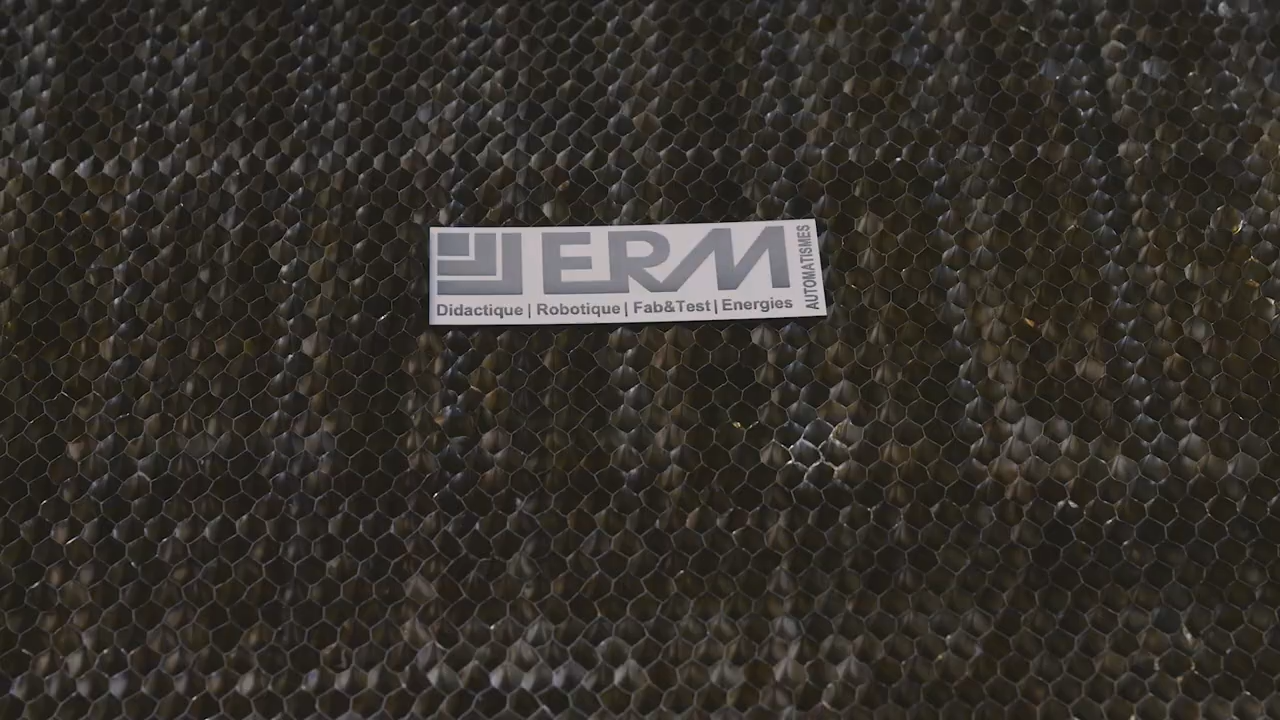 ERM
AUTOMATISMES
Didactique | Robotique | Fab&Test | Energies